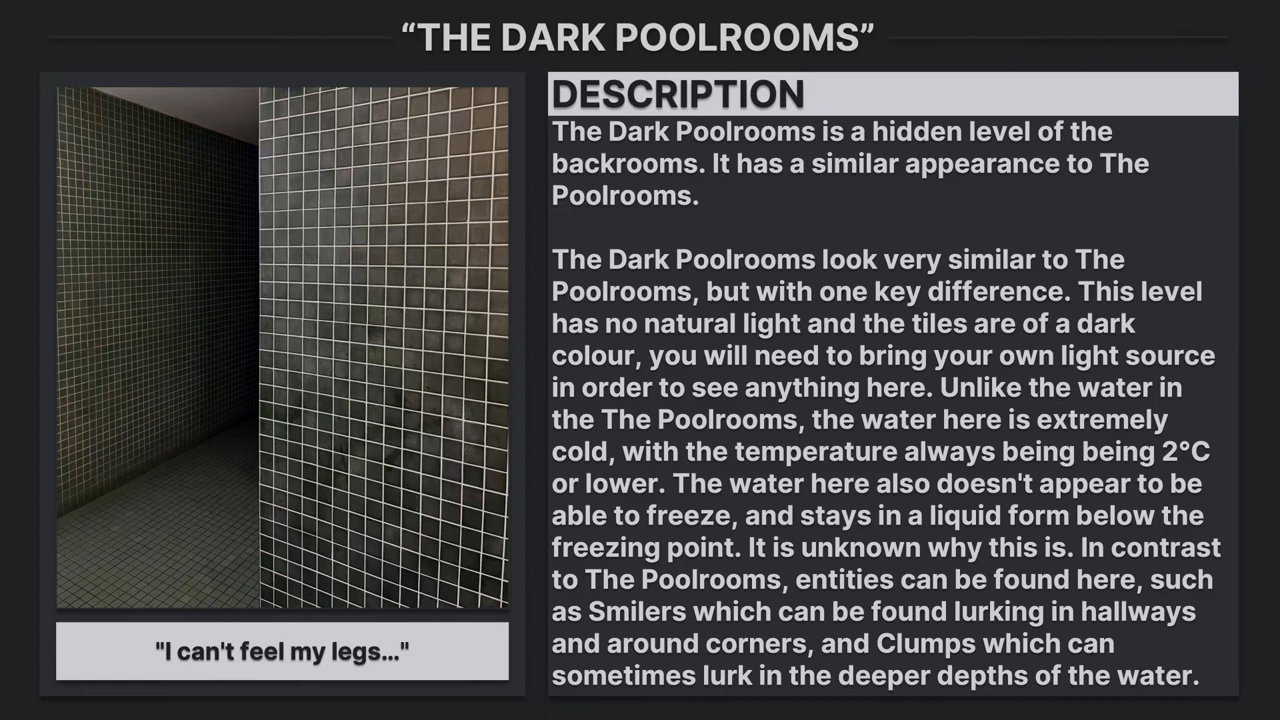 “THE DARK POOLROOMS”
DESCRIPTION
The Dark Poolrooms is a hidden level of the
backrooms. It has a similar appearance to The
Poolrooms.
The Dark Poolrooms look very similar to The
Poolrooms, but with one key difference. This level
has no natural light and the tiles are of a dark
colour, you will need to bring your own light source
in order to see anything here. Unlike the water in
the The Poolrooms, the water here is extremely
cold, with the temperature always being being 2°C
or lower. The water here also doesn't appear to be
able to freeze, and stays in a liquid form below the
freezing point. It is unknown why this is. In contrast
to The Poolrooms, entities can be found here, such
as Smilers which can be found lurking in hallways
and around corners, and Clumps which can
sometimes lurk in the deeper depths of the water.
"I can't feel my legs..."